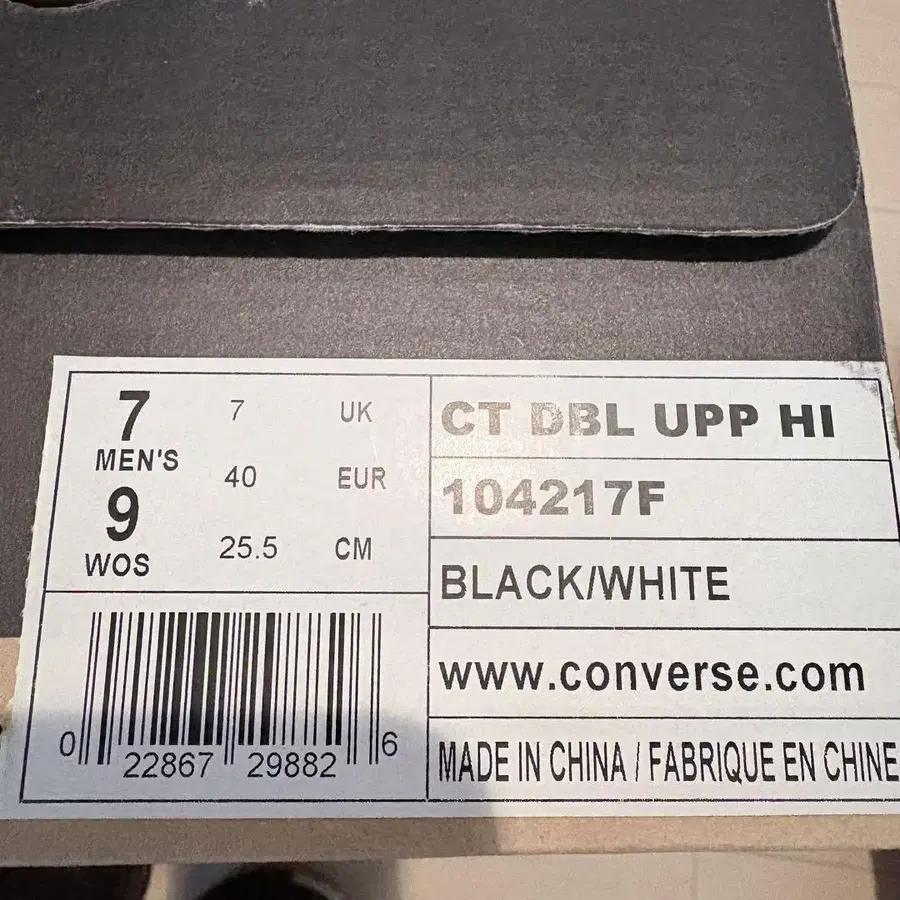 7 7 UK
MEN'S
40 EUR
9
WOS
25.5 CM
0 22867 29882 6
CT DBL UPP HI
104217F
BLACK/WHITE
www.converse.com
MADE IN CHINA / FABRIQUE EN CHINE